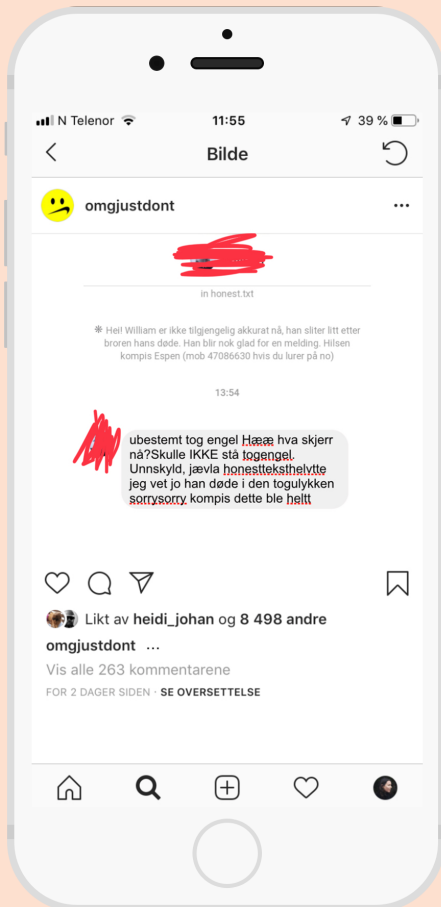 N Telenor 11:55 39 %
Bilde
omgjustdont
in honest.txt
❋ Hei! William er ikke tilgjengelig akkurat nå, han sliter litt etter
broren hans døde. Han blir nok glad for en melding. Hilsen
kompis Espen (mob 47086630 hvis du lurer på no)
13:54
ubestemt tog engel Hææ hva skjerr
nå?Skulle IKKE stå togengel.
Unnskyld, jævla honestteksthelvtte
jeg vet jo han døde i den togulykken
sorrysorry kompis dette ble heltt
Likt av heidi_johan og 8 498 andre
omgjustdont ...
Vis alle 263 kommentarene
FOR 2 DAGER SIDEN · SE OVERSETTELSE